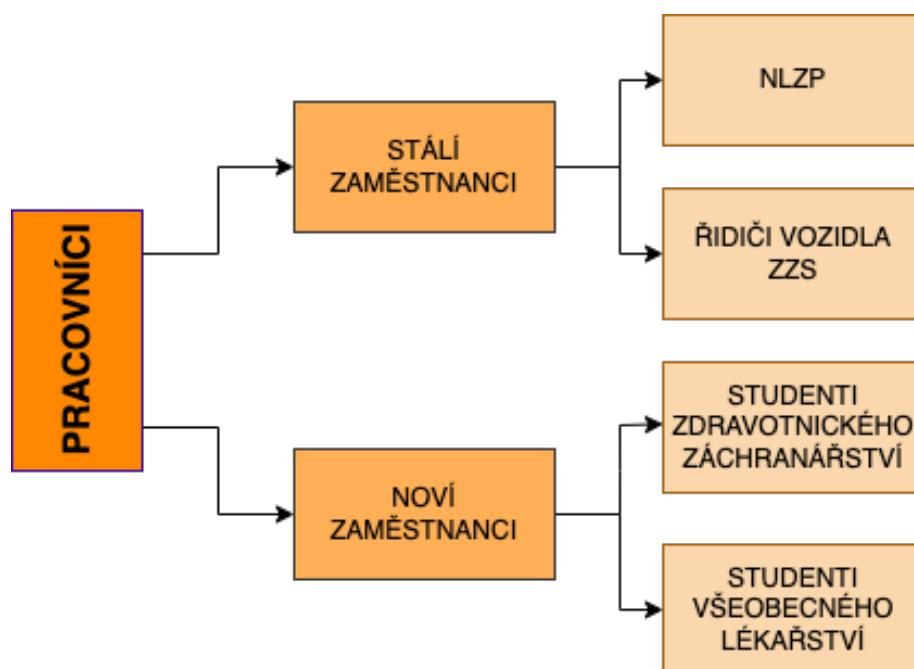 PRACOVNÍCI
STÁLÍ
ZAMĚSTNANCI
NLZP
ŘIDIČI VOZIDLA
ZZS
NOVÍ
ZAMĚSTNANCI
STUDENTI
ZDRAVOTNICKÉHO
ZÁCHRANÁŘSTVÍ
STUDENTI
VŠEOBECNÉHO
LÉKAŘSTVÍ